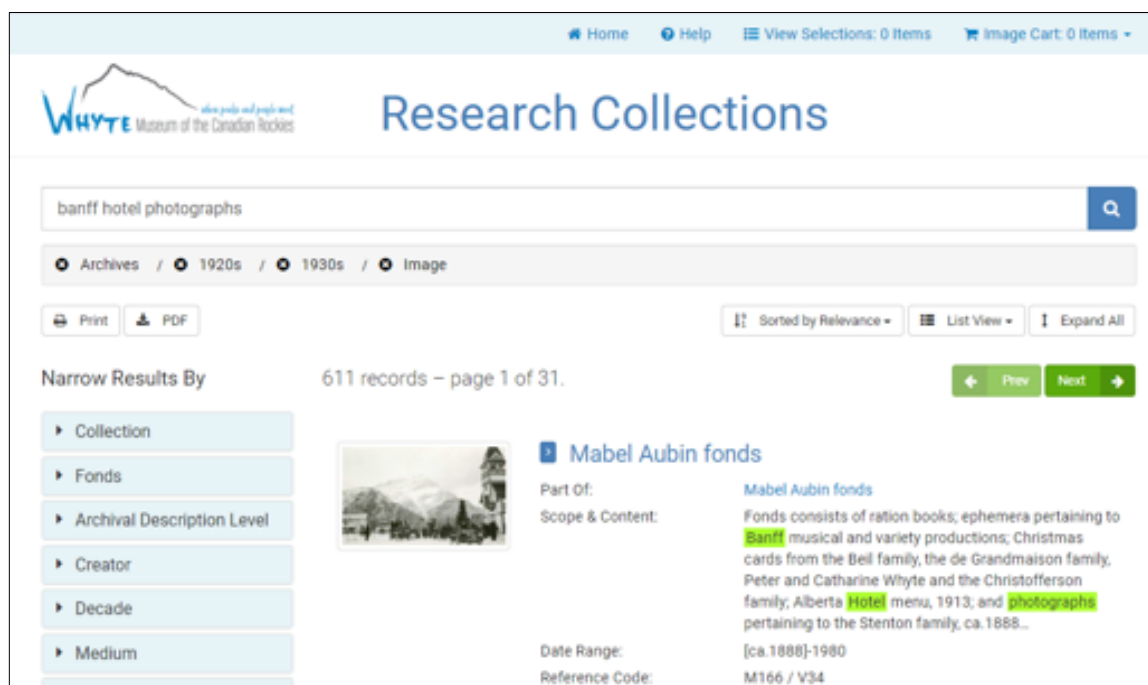 Home Help View Selections: 0 Items Image Cart: 0 Items
WHYTE Museum of the Canadian Rockies
where peaks and people meet
Research Collections
banff hotel photographs
Archives / 1920s / 1930s / Image
Print PDF Sorted by Relevance List View Expand All
Narrow Results By
611 records – page 1 of 31.
Prev Next
Collection
Fonds
Archival Description Level
Creator
Decade
Medium
Mabel Aubin fonds
Part Of: Mabel Aubin fonds
Scope & Content: Fonds consists of ration books; ephemera pertaining to
Banff musical and variety productions; Christmas
cards from the Beil family, the de Grandmaison family,
Peter and Catharine Whyte and the Christofferson
family; Alberta Hotel menu, 1913; and photographs
pertaining to the Stenton family, ca.1888...
Date Range: [ca.1888]-1980
Reference Code: M166 / V34